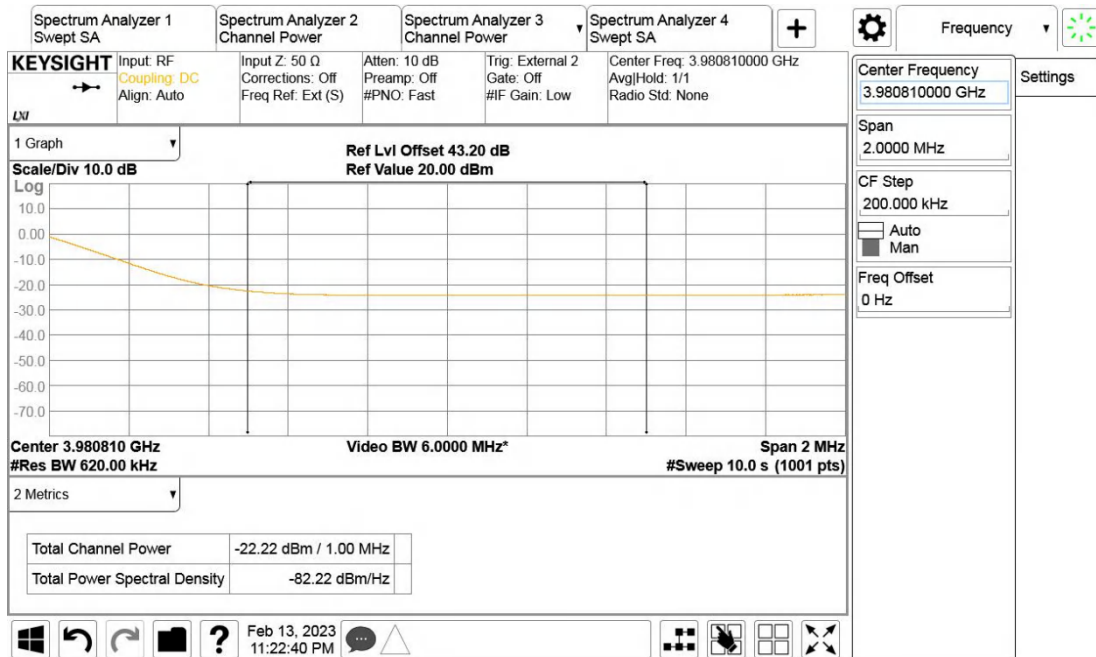 Spectrum Analyzer 1
Swept SA
Spectrum Analyzer 2
Channel Power
Spectrum Analyzer 3
Channel Power
Spectrum Analyzer 4
Swept SA
Frequency
KEYSIGHT
LXI
Input: RF
Coupling: DC
Align: Auto
Input Z: 50 Ω
Corrections: Off
Freq Ref: Ext (S)
Atten: 10 dB
Preamp: Off
#PNO: Fast
Trig: External 2
Gate: Off
#IF Gain: Low
Center Freq: 3.980810000 GHz
Avg|Hold: 1/1
Radio Std: None
Center Frequency
3.980810000 GHz
Settings
Span
2.0000 MHz
CF Step
200.000 kHz
Auto
Man
Freq Offset
0 Hz
1 Graph
Scale/Div 10.0 dB
Ref Lvl Offset 43.20 dB
Ref Value 20.00 dBm
Log
10.0
0.00
-10.0
-20.0
-30.0
-40.0
-50.0
-60.0
-70.0
Center 3.980810 GHz
#Res BW 620.00 kHz
Video BW 6.0000 MHz*
Span 2 MHz
#Sweep 10.0 s (1001 pts)
2 Metrics
Total Channel Power -22.22 dBm / 1.00 MHz
Total Power Spectral Density -82.22 dBm/Hz
Feb 13, 2023
11:22:40 PM